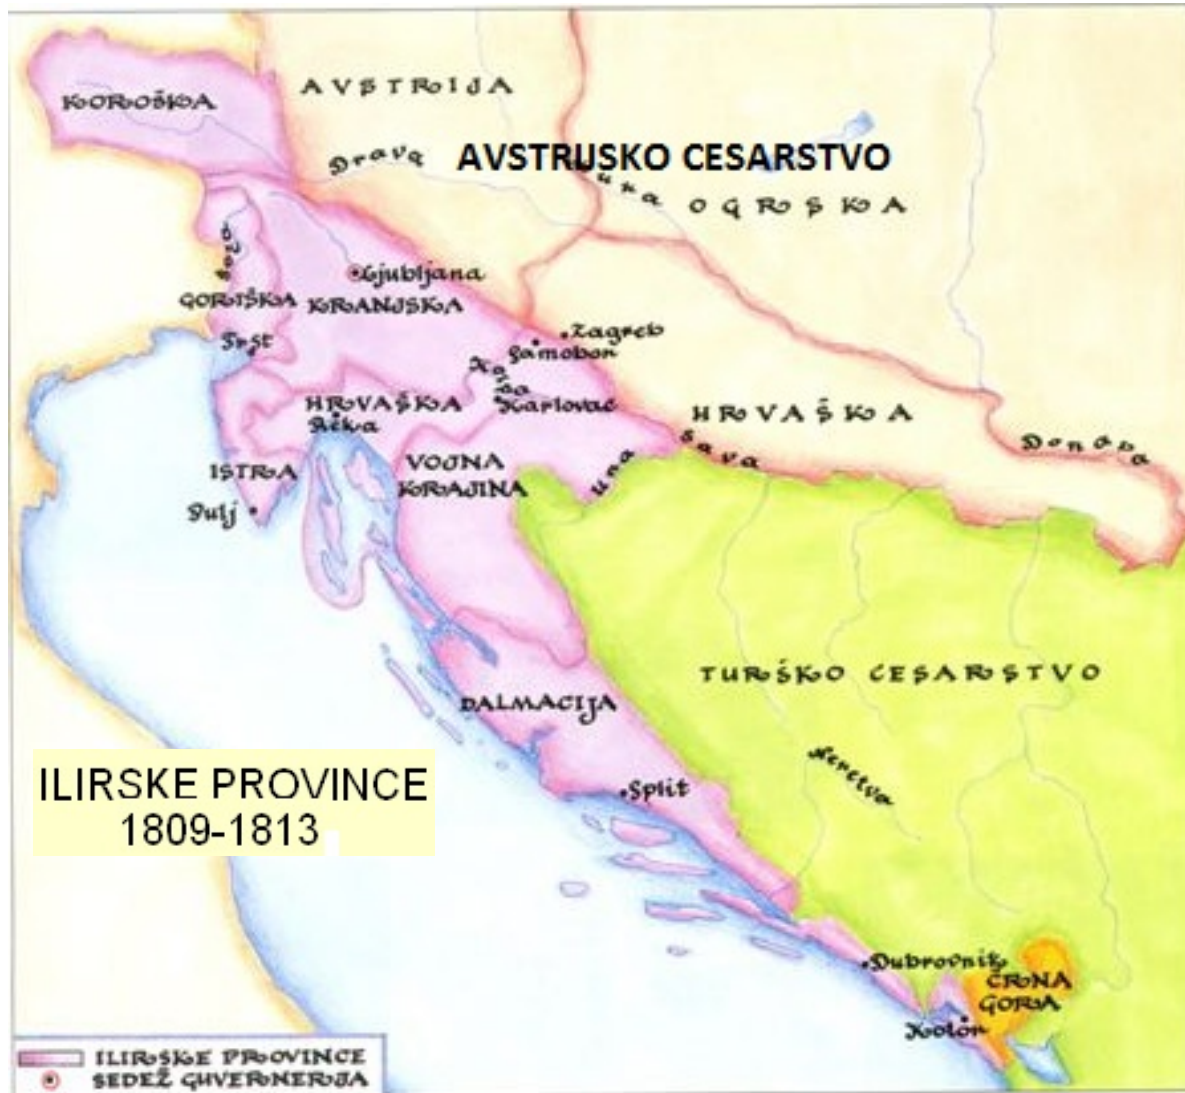 KOROŠKA
AVSTRIJA
Drava
AVSTRIJSKO CESARSTVO
OGRSKA
Soča
Ljubljana
GORIŠKA
KRANJSKA
Trst
Zagreb
Samobor
Kolpa
HRVAŠKA
Karlovac
Reka
HRVAŠKA
Sava
Donava
ISTRA
VOJNA
KRAJINA
Una
Pulj
TURŠKO CESARSTVO
DALMACIJA
Neretva
Split
ILIRSKE PROVINCE
1809-1813
Dubrovnik
ČRNA
GORA
Kotor
ILIRSKE PROVINCE
SEDEŽ GUVERNERJA